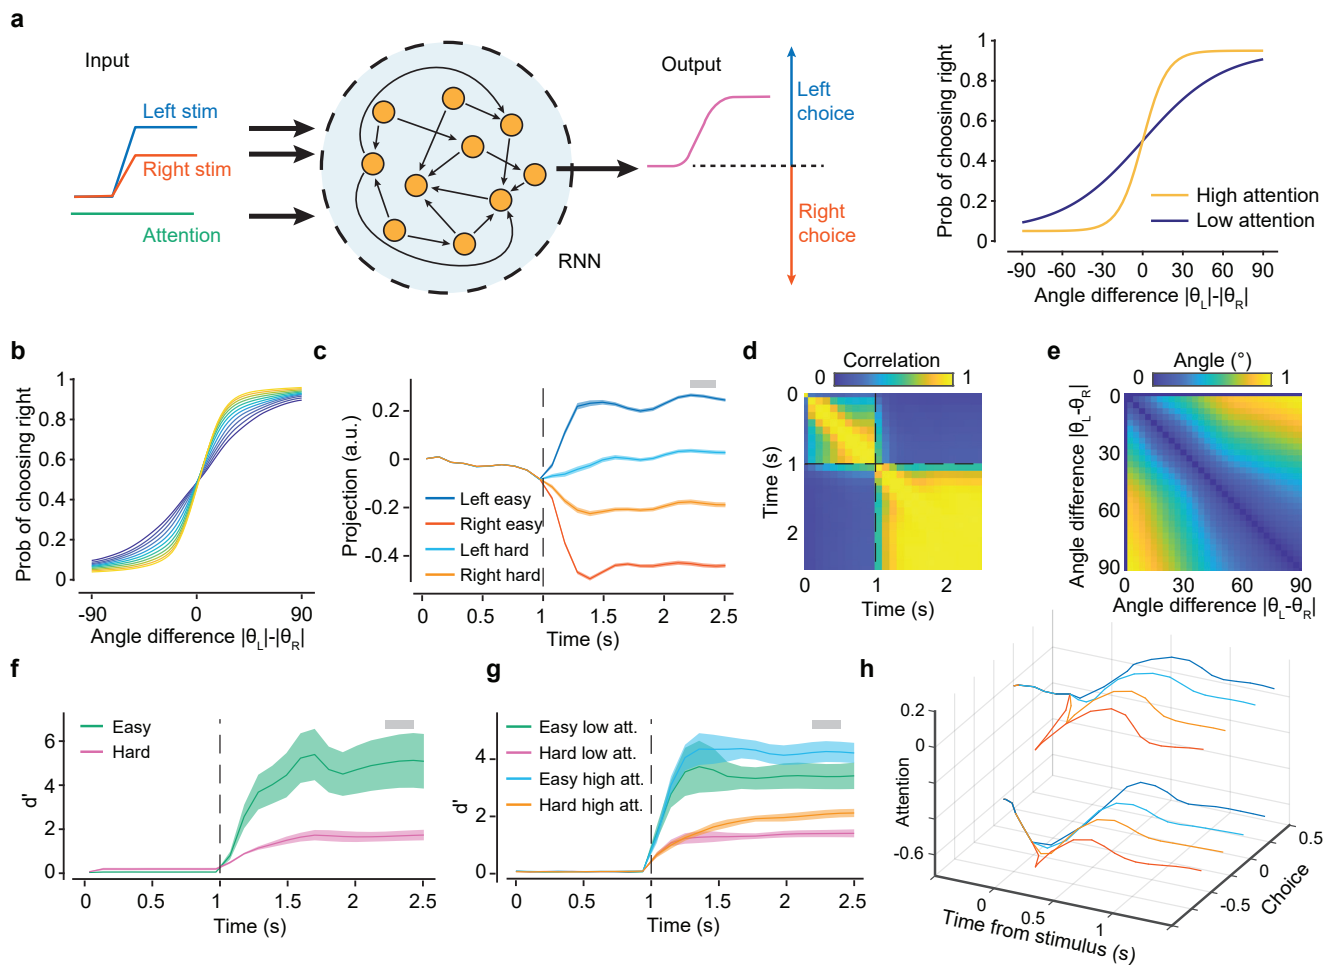 a
Input
Left stim
Right stim
Attention
RNN
Output
Left
choice
Right
choice
Prob of choosing right
1
0.8
0.6
0.4
0.2
0
High attention
Low attention
-90 -60 -30 0 30 60 90
Angle difference |θL|-|θR|
b
Prob of choosing right
1
0.8
0.6
0.4
0.2
0
-90 0 90
Angle difference |θL|-|θR|
c
Projection (a.u.)
0.2
0
-0.2
-0.4
Left easy
Right easy
Left hard
Right hard
0 0.5 1 1.5 2 2.5
Time (s)
d
Correlation
0 1
Time (s)
0
1
2
0 1 2
Time (s)
e
Angle (°)
0 1
Angle difference |θL-θR|
0
30
60
90
0 30 60 90
Angle difference |θL-θR|
f
d'
6
4
2
0
Easy
Hard
0 0.5 1 1.5 2 2.5
Time (s)
g
d'
4
2
0
Easy low att.
Hard low att.
Easy high att.
Hard high att.
0 0.5 1 1.5 2 2.5
Time (s)
h
Attention
0.2
0
-0.6
0 0.5 1
Time from stimulus (s)
-0.5 0 0.5
Choice